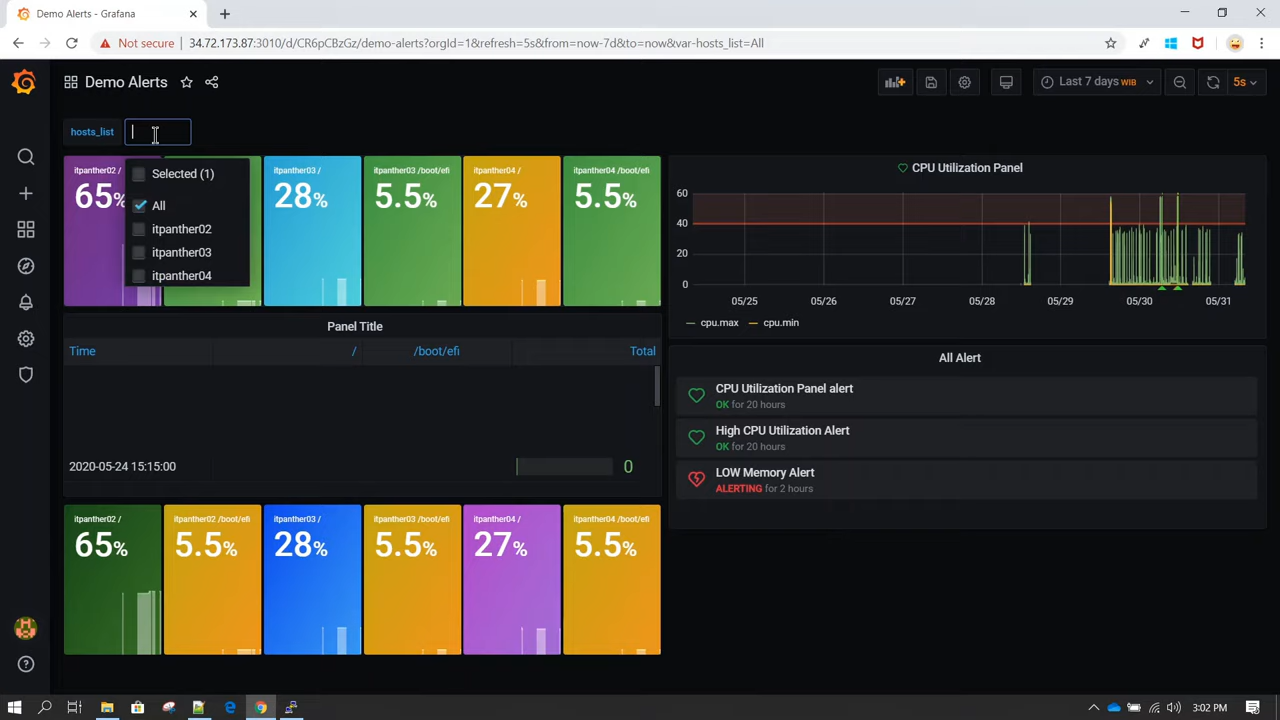 Demo Alerts - Grafana
Not secure
34.72.173.87:3010/d/CR6pCBzGz/demo-alerts?orgId=1&refresh=5s&from=now-7d&to=now&var-hosts_list=All
Demo Alerts
Last 7 days WIB
5s
hosts_list
Selected (1)
All
itpanther02
itpanther03
itpanther04
itpanther02 /
65%
itpanther03 /
28%
itpanther03 /boot/efi
5.5%
itpanther04 /
27%
itpanther04 /boot/efi
5.5%
CPU Utilization Panel
60
40
20
0
05/25 05/26 05/27 05/28 05/29 05/30 05/31
cpu.max cpu.min
Panel Title
Time / /boot/efi Total
2020-05-24 15:15:00 0
All Alert
CPU Utilization Panel alert
OK for 20 hours
High CPU Utilization Alert
OK for 20 hours
LOW Memory Alert
ALERTING for 2 hours
itpanther02 /
65%
itpanther02 /boot/efi
5.5%
itpanther03 /
28%
itpanther03 /boot/efi
5.5%
itpanther04 /
27%
itpanther04 /boot/efi
5.5%
3:02 PM